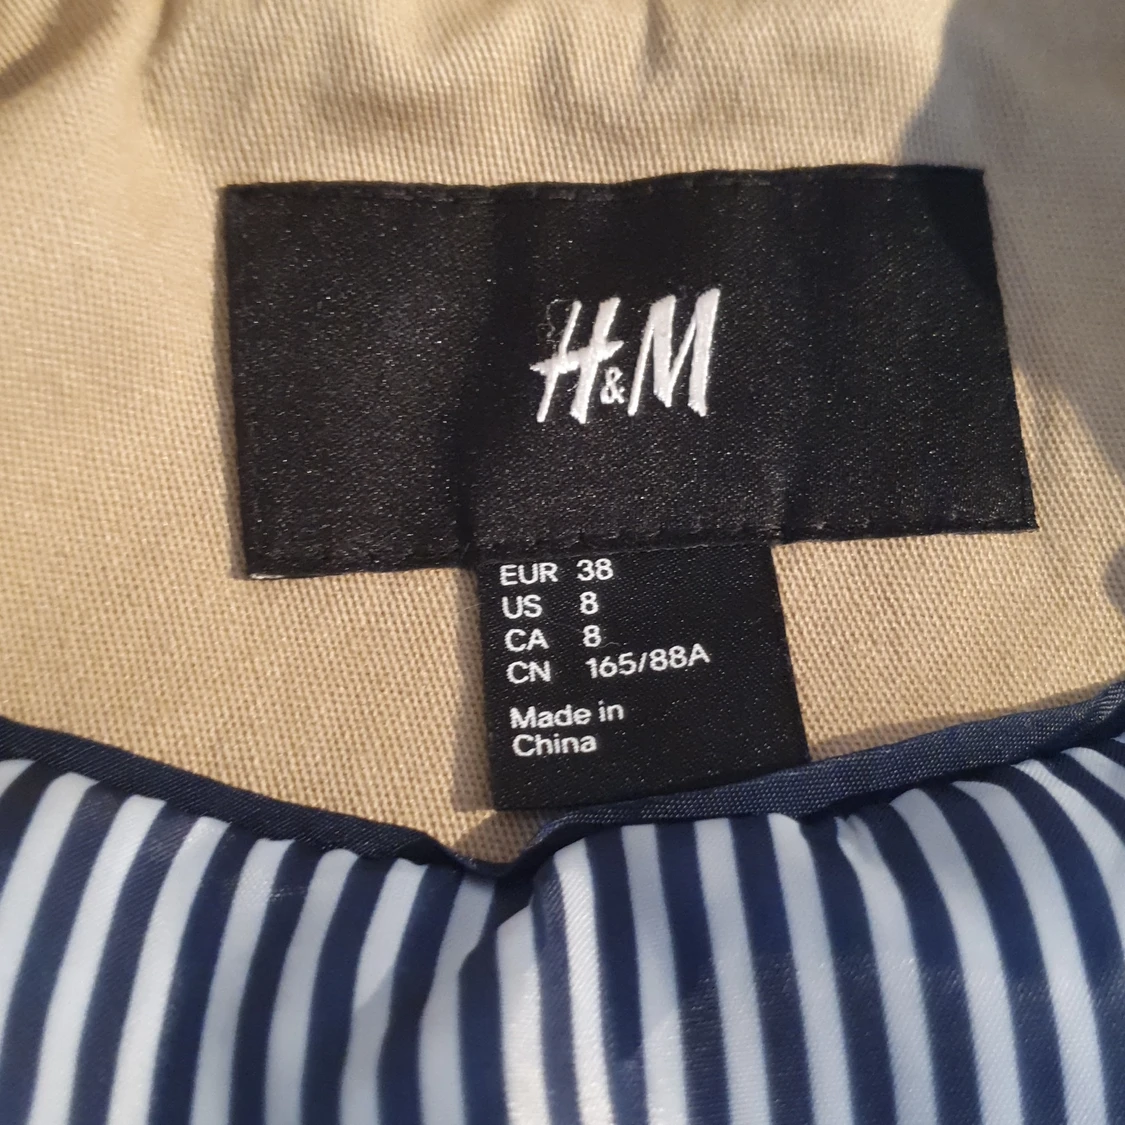 H&M
EUR 38
US 8
CA 8
CN 165/88A
Made in
China